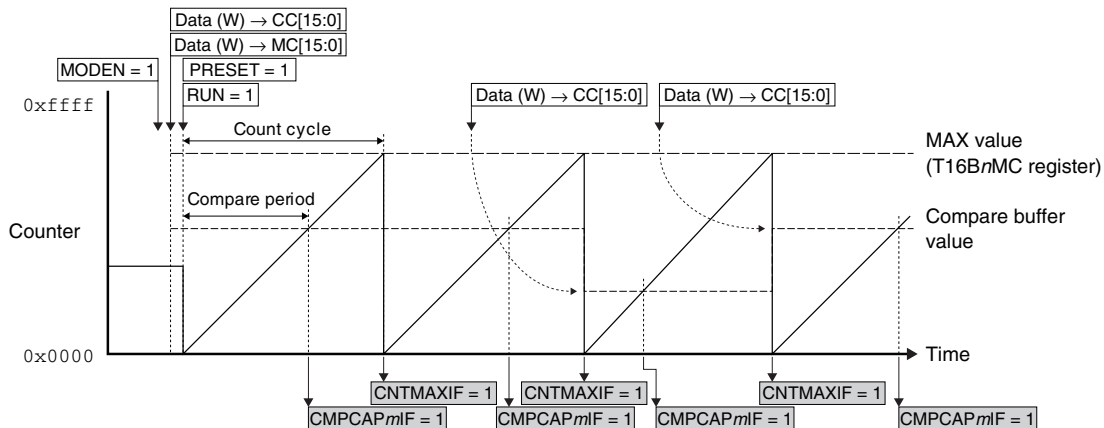 Data (W) → CC[15:0]
Data (W) → MC[15:0]
MODEN = 1
PRESET = 1
RUN = 1
Data (W) → CC[15:0]
Data (W) → CC[15:0]
0xffff
Count cycle
MAX value
(T16BnMC register)
Compare period
Compare buffer
value
Counter
0x0000
Time
CNTMAXIF = 1
CNTMAXIF = 1
CNTMAXIF = 1
CMPCAPmIF = 1
CMPCAPmIF = 1
CMPCAPmIF = 1
CMPCAPmIF = 1